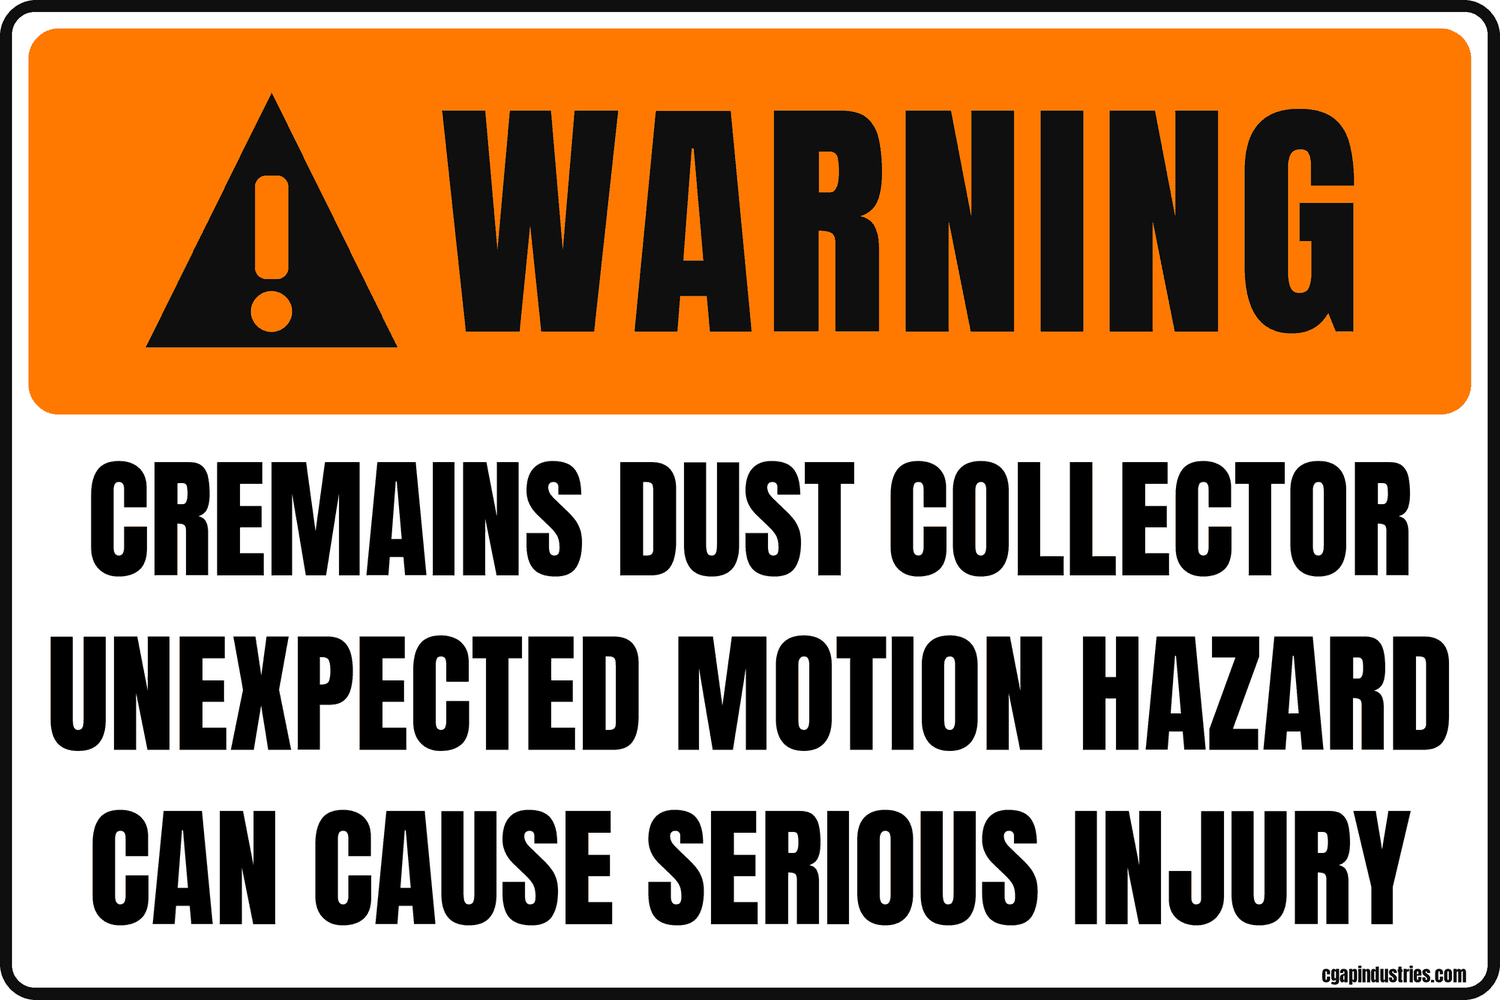 WARNING
CREMAINS DUST COLLECTOR
UNEXPECTED MOTION HAZARD
CAN CAUSE SERIOUS INJURY
cgapindustries.com